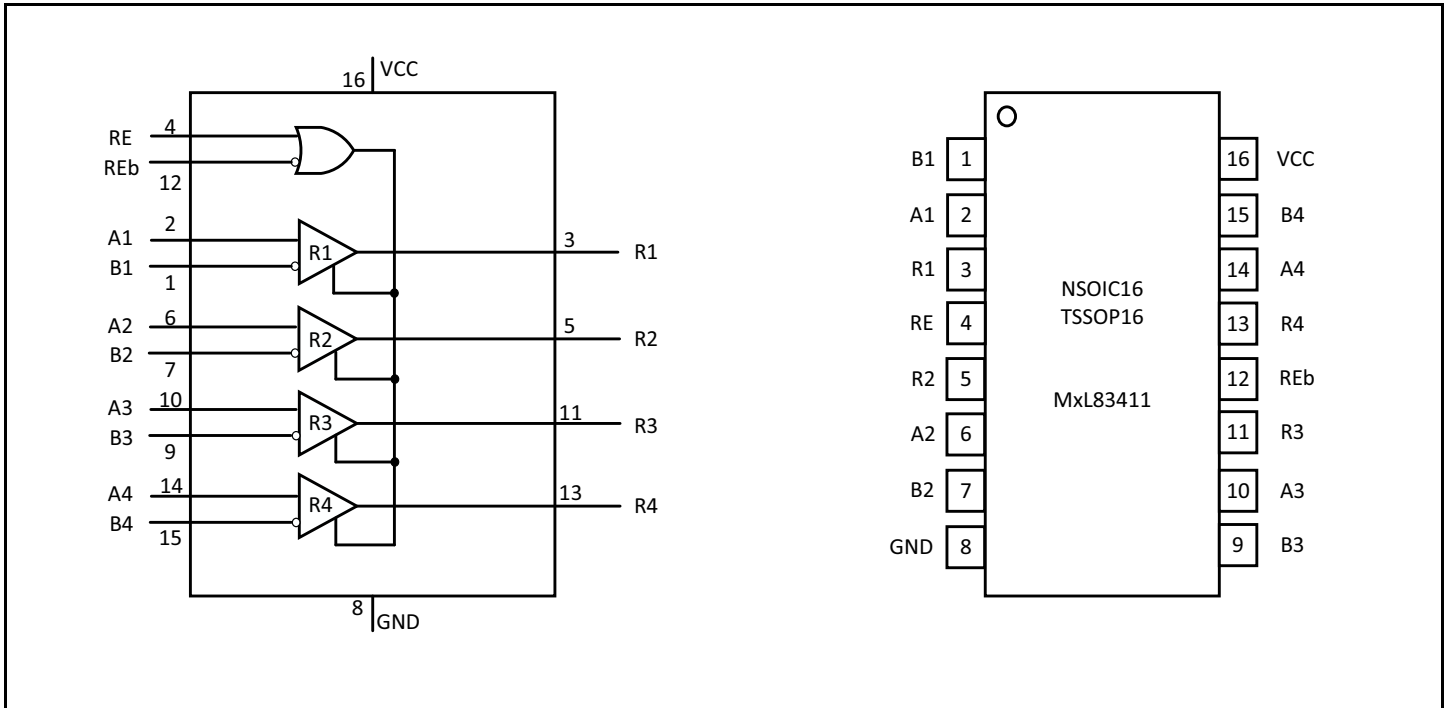 16 VCC
RE 4
REb 12
A1 2
R1
3 R1
B1 1
A2 6
R2
5 R2
B2 7
A3 10
R3
11 R3
B3 9
A4 14
R4
13 R4
B4 15
8 GND
B1 1
A1 2
R1 3
RE 4
R2 5
A2 6
B2 7
GND 8
NSOIC16
TSSOP16
MxL83411
16 VCC
15 B4
14 A4
13 R4
12 REb
11 R3
10 A3
9 B3